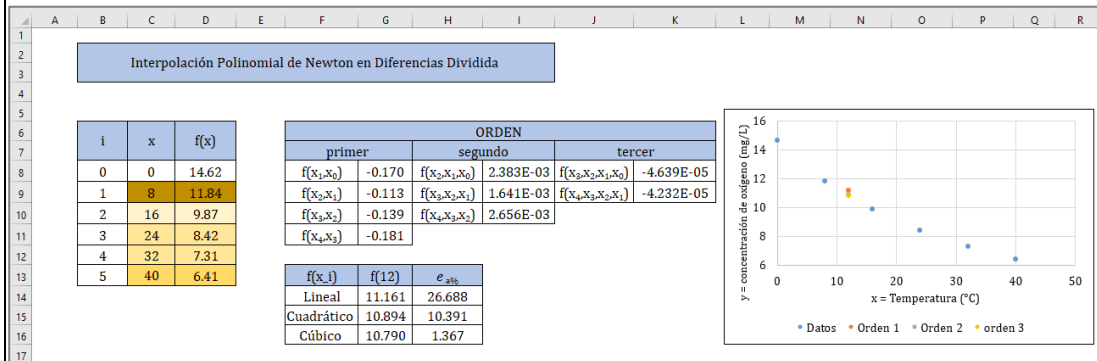 A B C D E F G H I J K L M N O P Q R
1
2
3
4
5
6
7
8
9
10
11
12
13
14
15
16
17
Interpolación Polinomial de Newton en Diferencias Dividida
i x f(x)
0 0 14.62
1 8 11.84
2 16 9.87
3 24 8.42
4 32 7.31
5 40 6.41
ORDEN
primer segundo tercer
f(x₁,x₀) -0.170 f(x₂,x₁,x₀) 2.383E-03 f(x₃,x₂,x₁,x₀) -4.639E-05
f(x₂,x₁) -0.113 f(x₃,x₂,x₁) 1.641E-03 f(x₄,x₃,x₂,x₁) -4.232E-05
f(x₃,x₂) -0.139 f(x₄,x₃,x₂) 2.656E-03
f(x₄,x₃) -0.181
f(x_i) f(12) e a%
Lineal 11.161 26.688
Cuadrático 10.894 10.391
Cúbico 10.790 1.367
y = concentración de oxígeno (mg/L)
16
14
12
10
8
6
0 10 20 30 40 50
x = Temperatura (°C)
Datos Orden 1 Orden 2 orden 3